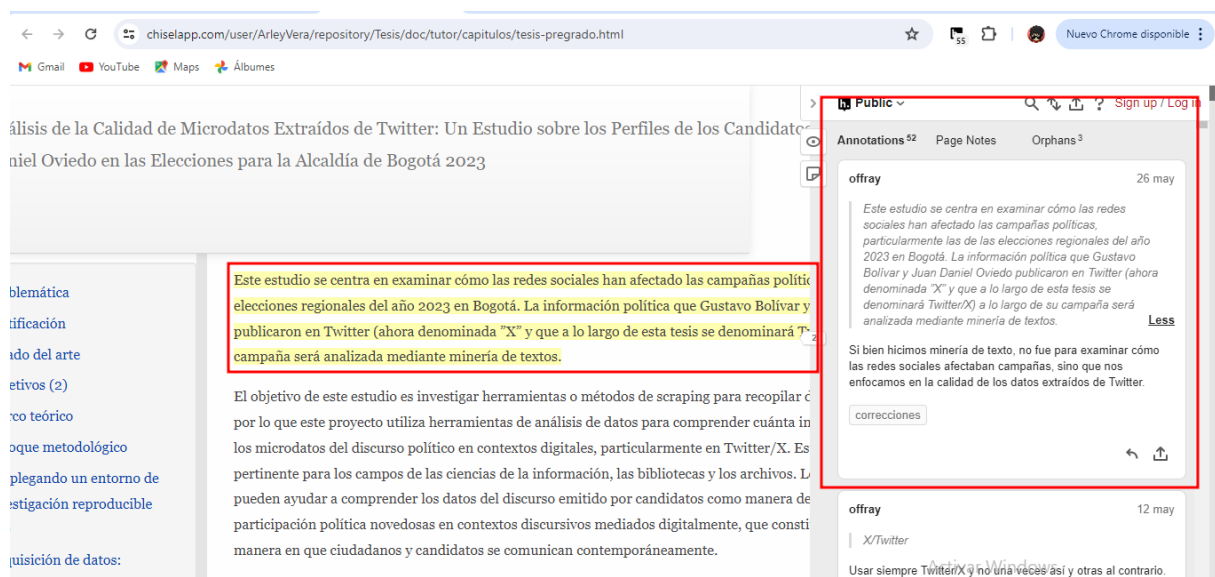 chiselapp.com/user/ArleyVera/repository/Tesis/doc/tutor/capitulos/tesis-pregrado.html
55
Nuevo Chrome disponible
Gmail
YouTube
Maps
Álbumes
álisis de la Calidad de Microdatos Extraídos de Twitter: Un Estudio sobre los Perfiles de los Candidatos
niel Oviedo en las Elecciones para la Alcaldía de Bogotá 2023
blemática
tificación
ado del arte
etivos (2)
rco teórico
oque metodológico
plegando un entorno de
estigación reproducible
quisición de datos:
Este estudio se centra en examinar cómo las redes sociales han afectado las campañas polític
elecciones regionales del año 2023 en Bogotá. La información política que Gustavo Bolívar y
publicaron en Twitter (ahora denominada ”X” y que a lo largo de esta tesis se denominará T
campaña será analizada mediante minería de textos.
El objetivo de este estudio es investigar herramientas o métodos de scraping para recopilar d
por lo que este proyecto utiliza herramientas de análisis de datos para comprender cuánta in
los microdatos del discurso político en contextos digitales, particularmente en Twitter/X. Es
pertinente para los campos de las ciencias de la información, las bibliotecas y los archivos. L
pueden ayudar a comprender los datos del discurso emitido por candidatos como manera de
participación política novedosas en contextos discursivos mediados digitalmente, que consti
manera en que ciudadanos y candidatos se comunican contemporáneamente.
2
h. Public
? Sign up / Log in
Annotations 52
Page Notes
Orphans 3
offray
26 may
Este estudio se centra en examinar cómo las redes
sociales han afectado las campañas políticas,
particularmente las de las elecciones regionales del año
2023 en Bogotá. La información política que Gustavo
Bolívar y Juan Daniel Oviedo publicaron en Twitter (ahora
denominada ”X” y que a lo largo de esta tesis se
denominará Twitter/X) a lo largo de su campaña será
analizada mediante minería de textos.
Less
Si bien hicimos minería de texto, no fue para examinar cómo
las redes sociales afectaban campañas, sino que nos
enfocamos en la calidad de los datos extraídos de Twitter.
correcciones
offray
12 may
X/Twitter
Activar Windows
Usar siempre Twitter/X y no una veces así y otras al contrario.